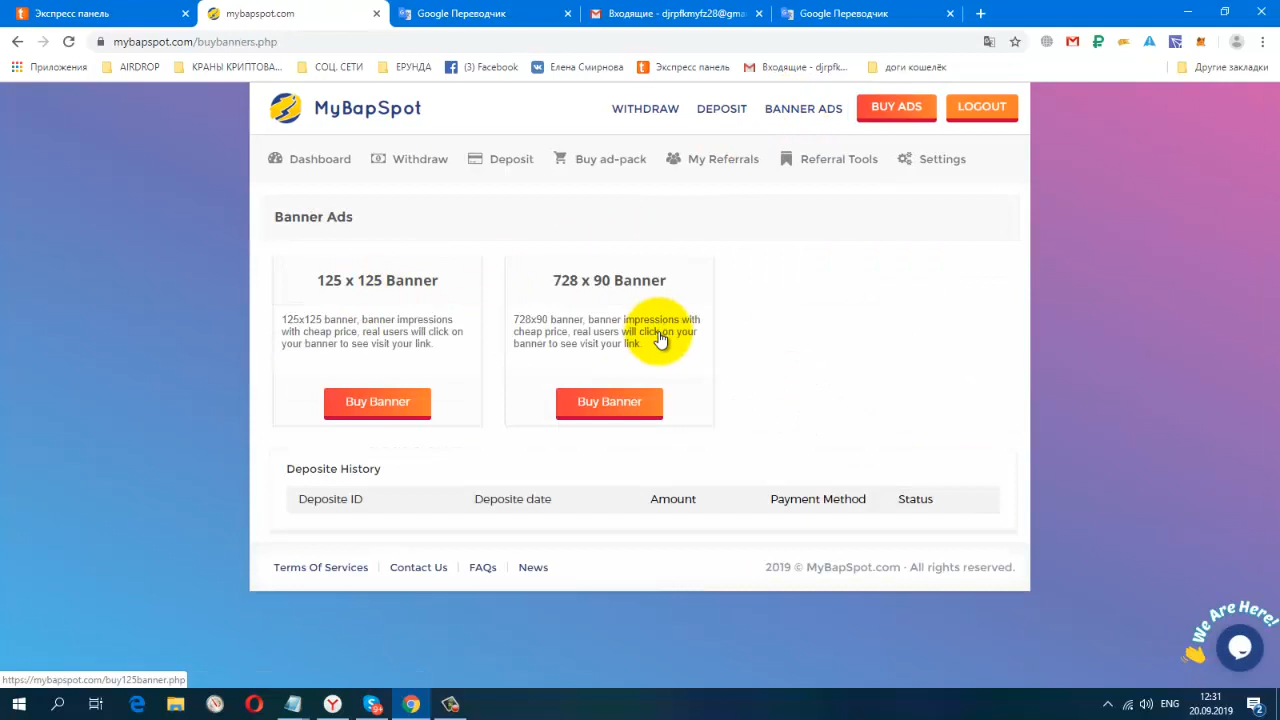 Экспресс панель
mybapspot.com
Google Переводчик
Входящие - djrpfkmyfz28@gma
Google Переводчик
mybapspot.com/buybanners.php
Приложения
AIRDROP
КРАНЫ КРИПТОВА...
СОЦ. СЕТИ
ЕРУНДА
(3) Facebook
Елена Смирнова
Экспресс панель
Входящие - djrpfk...
доги кошелёк
Другие закладки
MyBapSpot
WITHDRAW
DEPOSIT
BANNER ADS
BUY ADS
LOGOUT
Dashboard
Withdraw
Deposit
Buy ad-pack
My Referrals
Referral Tools
Settings
Banner Ads
125 x 125 Banner
125x125 banner, banner impressions
with cheap price, real users will click on
your banner to see visit your link.
Buy Banner
728 x 90 Banner
728x90 banner, banner impressions with
cheap price, real users will click on your
banner to see visit your link.
Buy Banner
Deposite History
Deposite ID
Deposite date
Amount
Payment Method
Status
Terms Of Services
Contact Us
FAQs
News
2019 © MyBapSpot.com · All rights reserved.
We Are Here!
https://mybapspot.com/buy125banner.php
ENG
12:31
20.09.2019
2